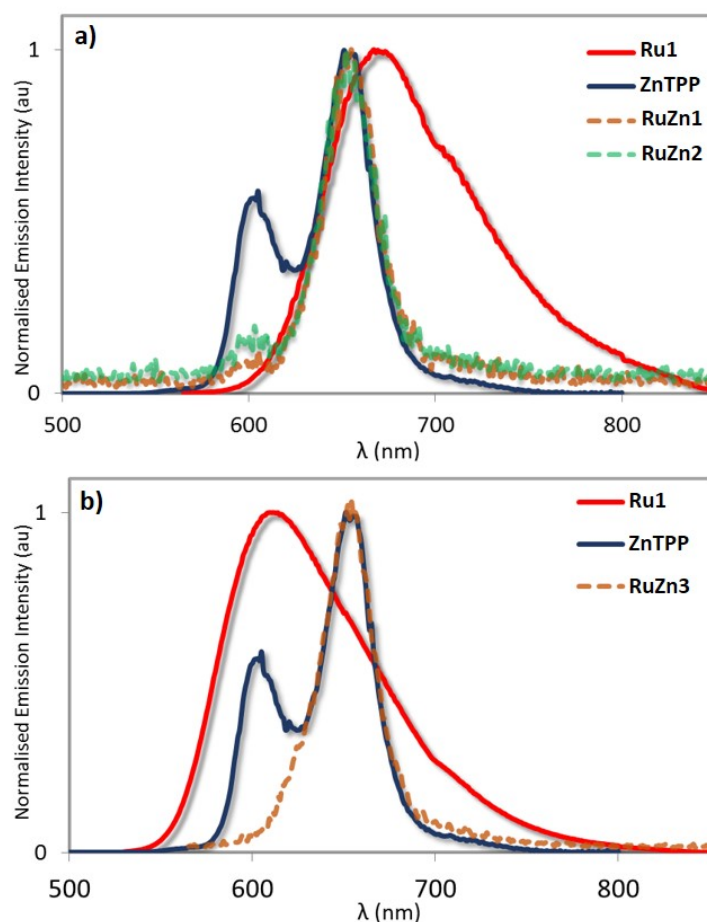 a)
Normalised Emission Intensity (au)
1
0
Ru1
ZnTPP
RuZn1
RuZn2
500
600
700
800
λ (nm)
b)
Normalised Emission Intensity (au)
1
0
Ru1
ZnTPP
RuZn3
500
600
700
800
λ (nm)